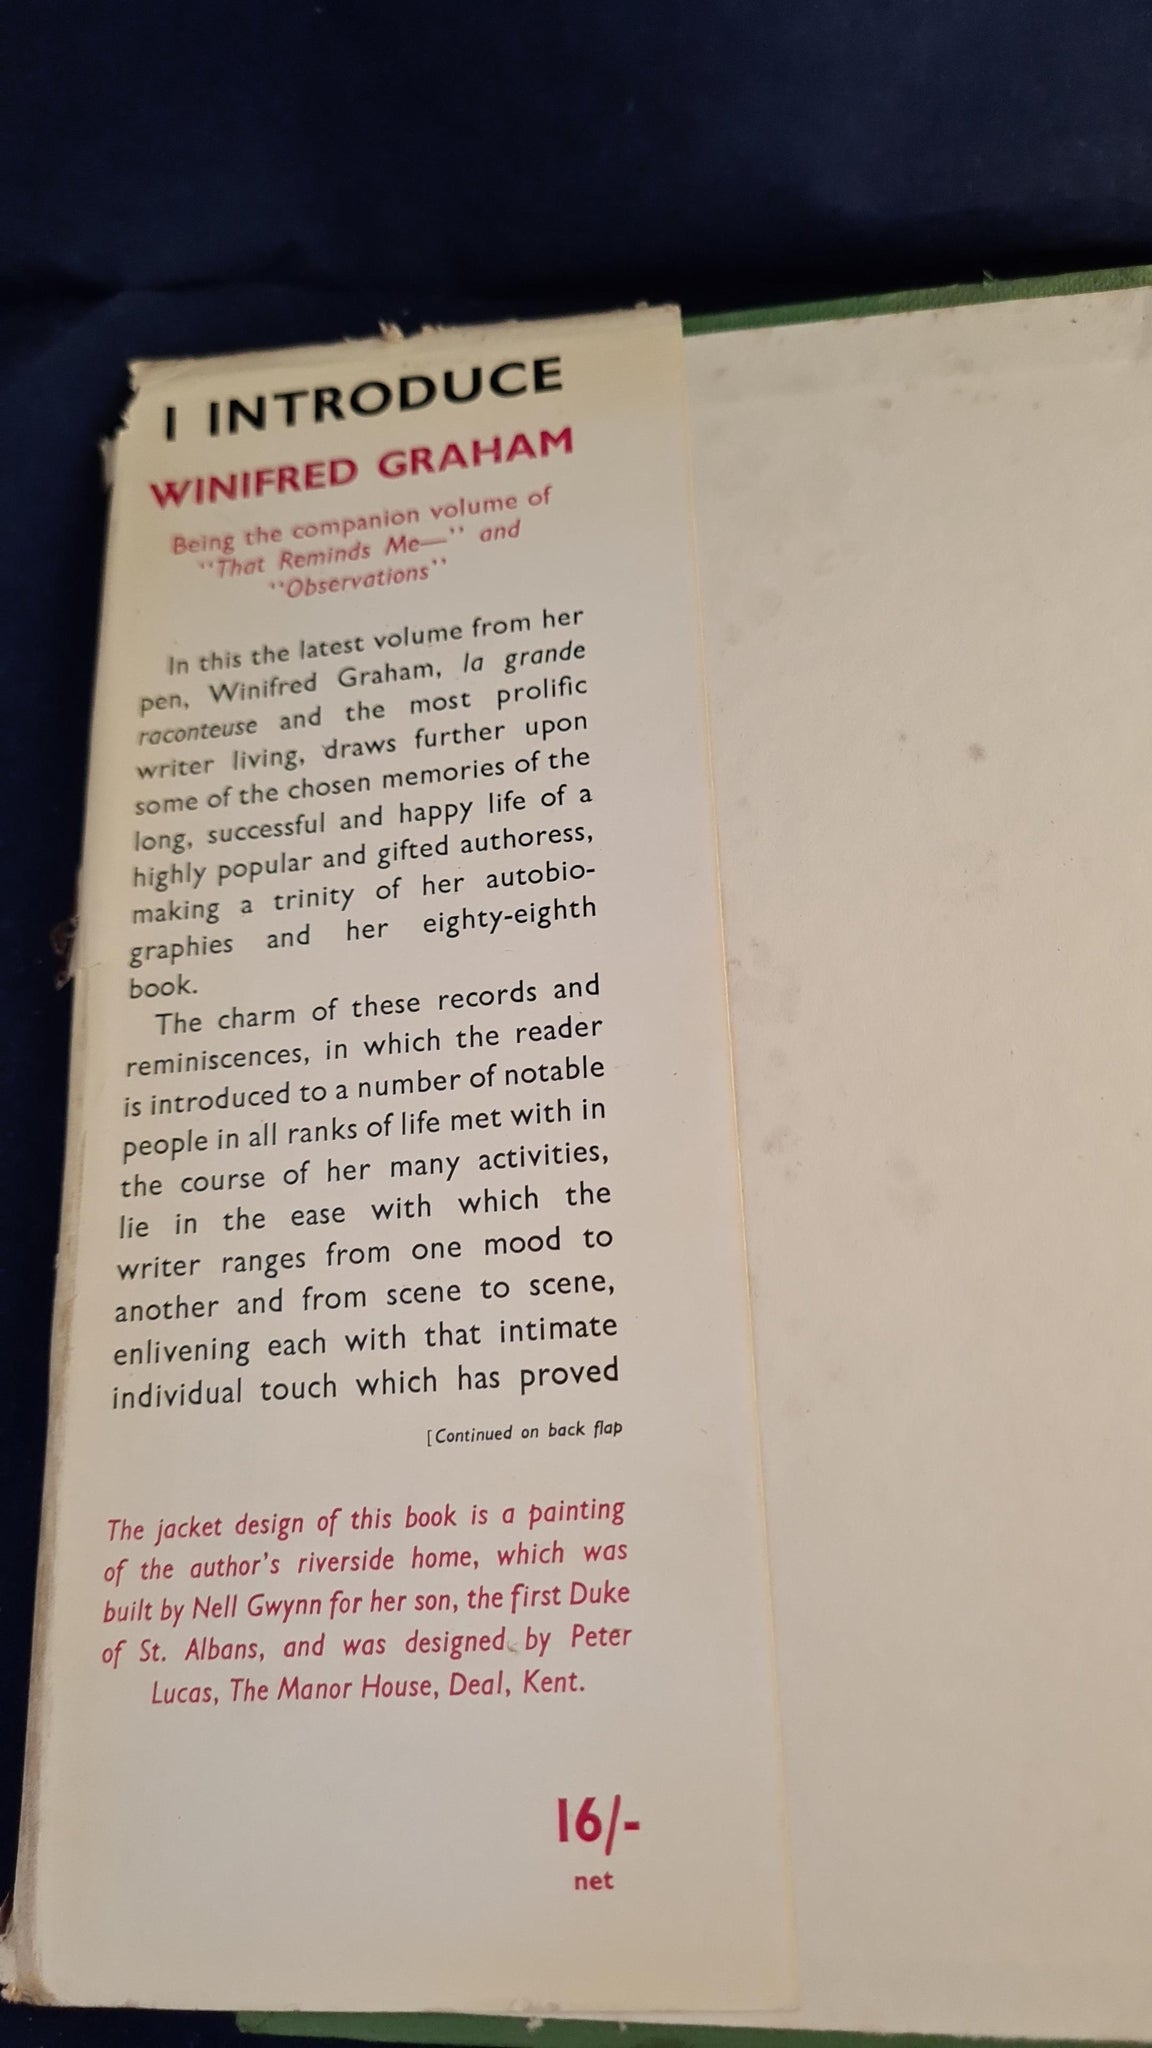 I INTRODUCE
WINIFRED GRAHAM
Being the companion volume of
"That Reminds Me—" and
"Observations"
In this the latest volume from her
pen, Winifred Graham, la grande
raconteuse and the most prolific
writer living, draws further upon
some of the chosen memories of the
long, successful and happy life of a
highly popular and gifted authoress,
making a trinity of her autobio-
graphies and her eighty-eighth
book.
The charm of these records and
reminiscences, in which the reader
is introduced to a number of notable
people in all ranks of life met with in
the course of her many activities,
lie in the ease with which the
writer ranges from one mood to
another and from scene to scene,
enlivening each with that intimate
individual touch which has proved
[Continued on back flap
The jacket design of this book is a painting
of the author's riverside home, which was
built by Nell Gwynn for her son, the first Duke
of St. Albans, and was designed by Peter
Lucas, The Manor House, Deal, Kent.
16/-
net